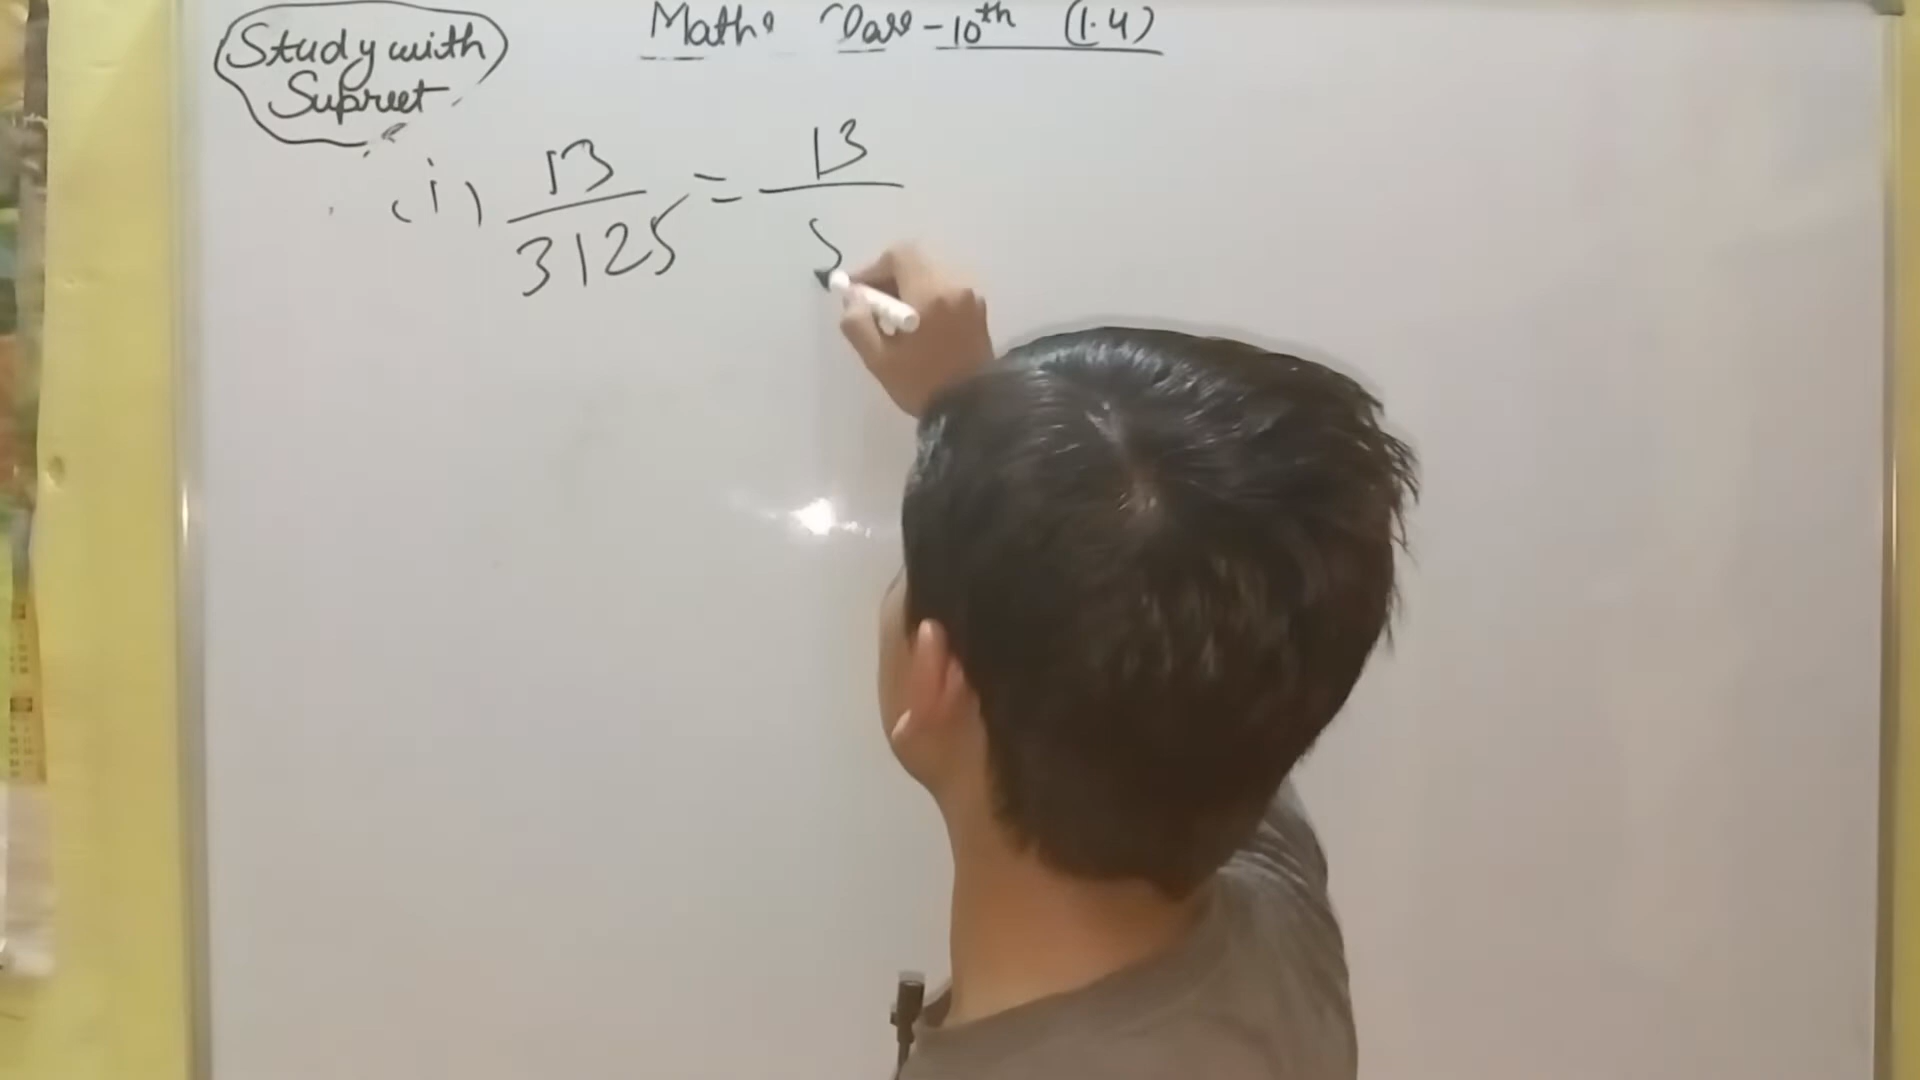 Study with
Supreet
Maths Class - 10th (1.4)
(i) 13/3125 = 13/5